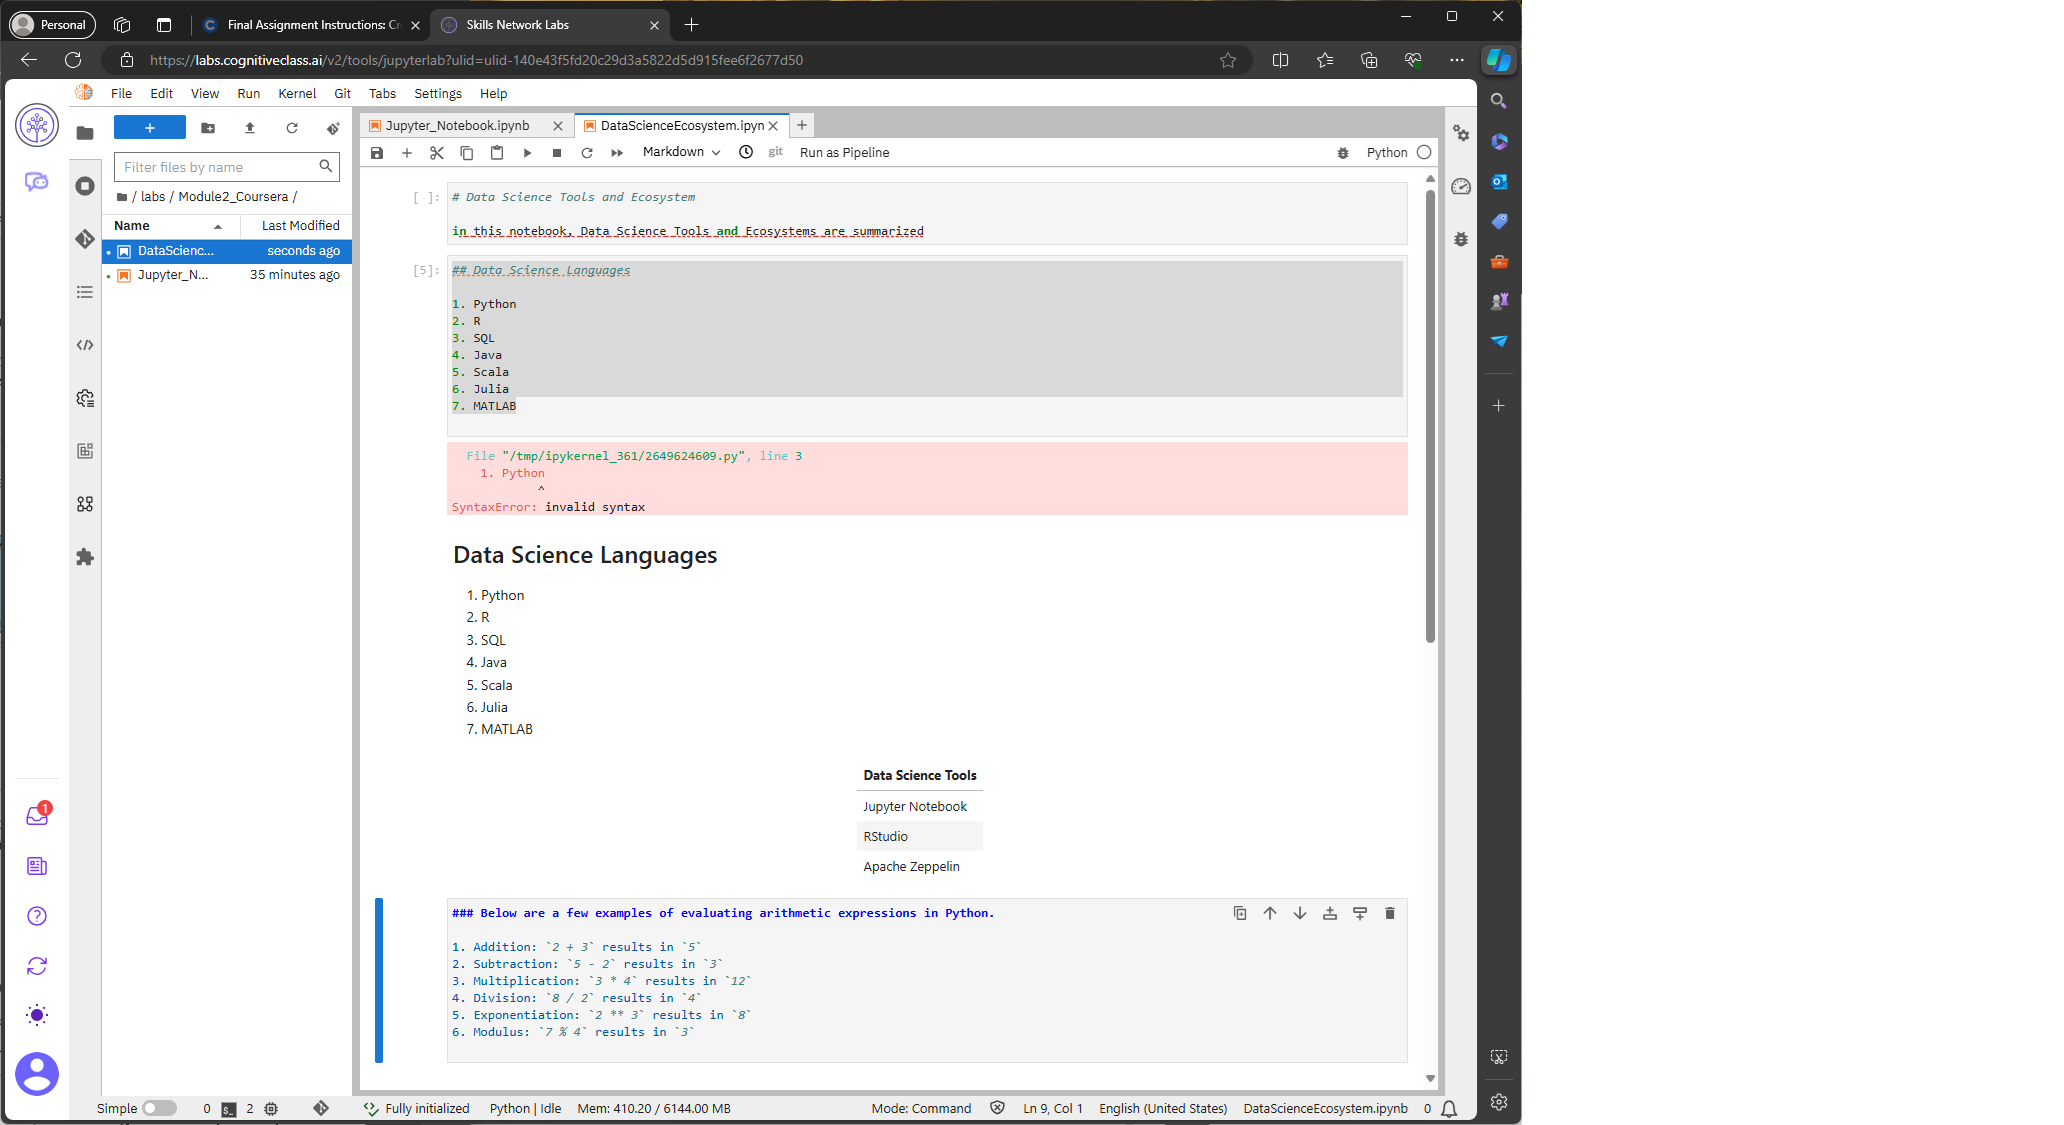 Personal
Final Assignment Instructions: Cr
Skills Network Labs
https://labs.cognitiveclass.ai/v2/tools/jupyterlab?ulid=ulid-140e43f5fd20c29d3a5822d5d915fee6f2677d50
File Edit View Run Kernel Git Tabs Settings Help
Filter files by name
/ labs / Module2_Coursera /
Name Last Modified
DataScienc... seconds ago
Jupyter_N... 35 minutes ago
Jupyter_Notebook.ipynb
DataScienceEcosystem.ipyn
Markdown git Run as Pipeline Python
[ ]: # Data Science Tools and Ecosystem
in this notebook, Data Science Tools and Ecosystems are summarized
[5]: ## Data Science Languages
1. Python
2. R
3. SQL
4. Java
5. Scala
6. Julia
7. MATLAB
File "/tmp/ipykernel_361/2649624609.py", line 3
1. Python
^
SyntaxError: invalid syntax
Data Science Languages
1. Python
2. R
3. SQL
4. Java
5. Scala
6. Julia
7. MATLAB
Data Science Tools
Jupyter Notebook
RStudio
Apache Zeppelin
### Below are a few examples of evaluating arithmetic expressions in Python.
1. Addition: `2 + 3` results in `5`
2. Subtraction: `5 - 2` results in `3`
3. Multiplication: `3 * 4` results in `12`
4. Division: `8 / 2` results in `4`
5. Exponentiation: `2 ** 3` results in `8`
6. Modulus: `7 % 4` results in `3`
1
Simple 0 $_ 2 Fully initialized Python | Idle Mem: 410.20 / 6144.00 MB Mode: Command Ln 9, Col 1 English (United States) DataScienceEcosystem.ipynb 0